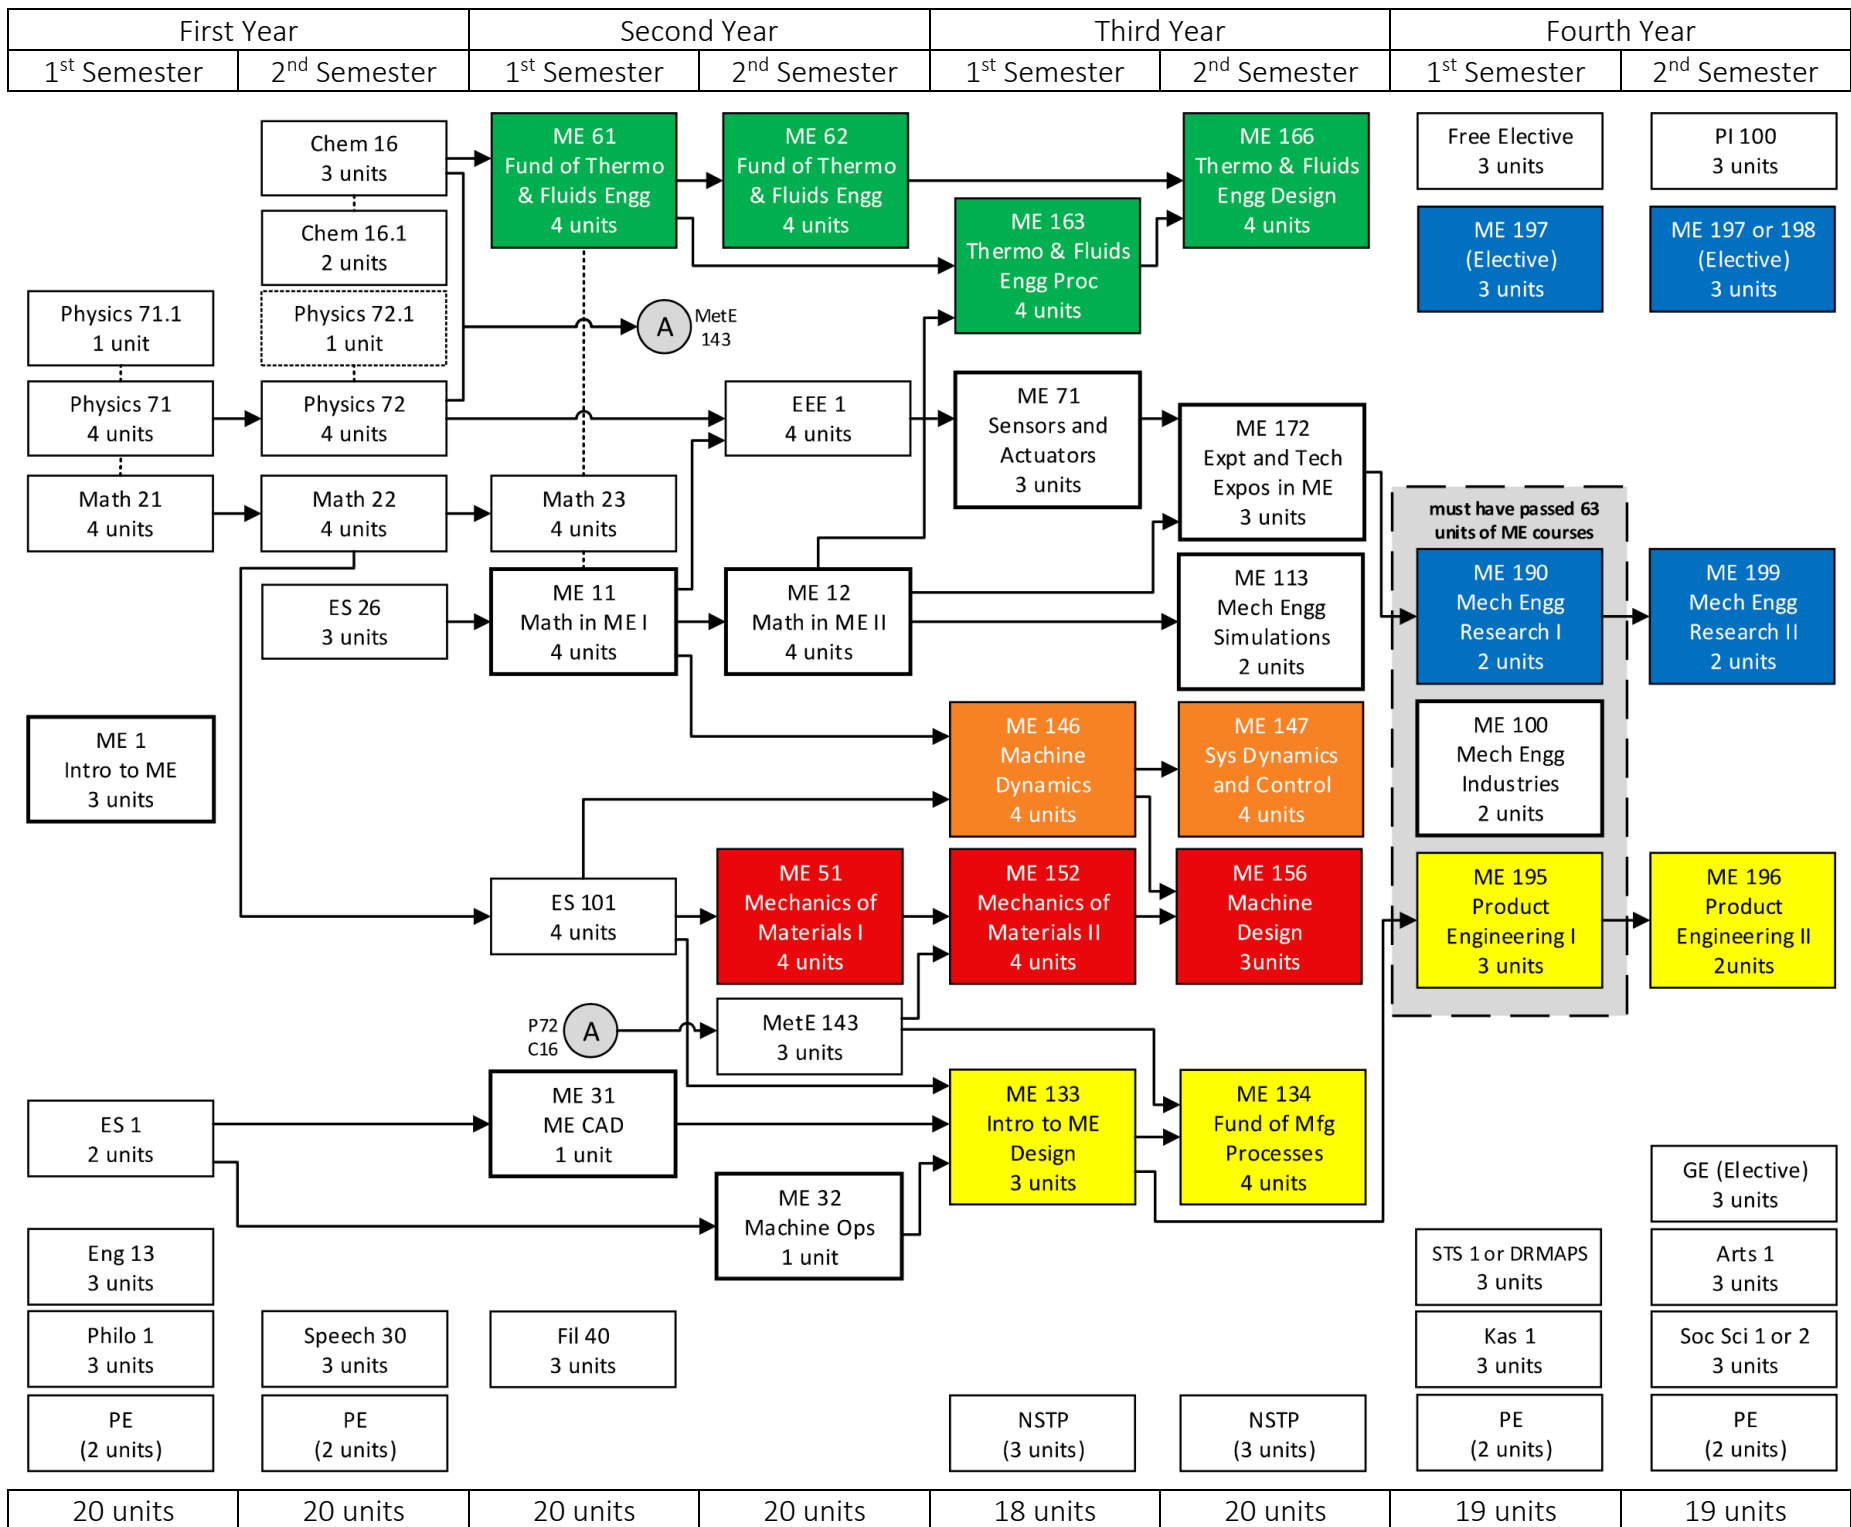 First Year
Second Year
Third Year
Fourth Year
1st Semester
2nd Semester
1st Semester
2nd Semester
1st Semester
2nd Semester
1st Semester
2nd Semester
Physics 71.1
1 unit
Physics 71
4 units
Math 21
4 units
ME 1
Intro to ME
3 units
ES 1
2 units
Eng 13
3 units
Philo 1
3 units
PE
(2 units)
Chem 16
3 units
Chem 16.1
2 units
Physics 72.1
1 unit
Physics 72
4 units
Math 22
4 units
ES 26
3 units
Speech 30
3 units
PE
(2 units)
ME 61
Fund of Thermo
& Fluids Engg
4 units
A
MetE
143
Math 23
4 units
ME 11
Math in ME I
4 units
ES 101
4 units
P72
C16
A
ME 31
ME CAD
1 unit
Fil 40
3 units
ME 62
Fund of Thermo
& Fluids Engg
4 units
EEE 1
4 units
ME 12
Math in ME II
4 units
ME 51
Mechanics of
Materials I
4 units
MetE 143
3 units
ME 32
Machine Ops
1 unit
ME 163
Thermo & Fluids
Engg Proc
4 units
ME 71
Sensors and
Actuators
3 units
ME 146
Machine
Dynamics
4 units
ME 152
Mechanics of
Materials II
4 units
ME 133
Intro to ME
Design
3 units
NSTP
(3 units)
ME 166
Thermo & Fluids
Engg Design
4 units
ME 172
Expt and Tech
Expos in ME
3 units
ME 113
Mech Engg
Simulations
2 units
ME 147
Sys Dynamics
and Control
4 units
ME 156
Machine
Design
3units
ME 134
Fund of Mfg
Processes
4 units
NSTP
(3 units)
Free Elective
3 units
ME 197
(Elective)
3 units
must have passed 63
units of ME courses
ME 190
Mech Engg
Research I
2 units
ME 100
Mech Engg
Industries
2 units
ME 195
Product
Engineering I
3 units
STS 1 or DRMAPS
3 units
Kas 1
3 units
PE
(2 units)
PI 100
3 units
ME 197 or 198
(Elective)
3 units
ME 199
Mech Engg
Research II
2 units
ME 196
Product
Engineering II
2units
GE (Elective)
3 units
Arts 1
3 units
Soc Sci 1 or 2
3 units
PE
(2 units)
20 units
20 units
20 units
20 units
18 units
20 units
19 units
19 units